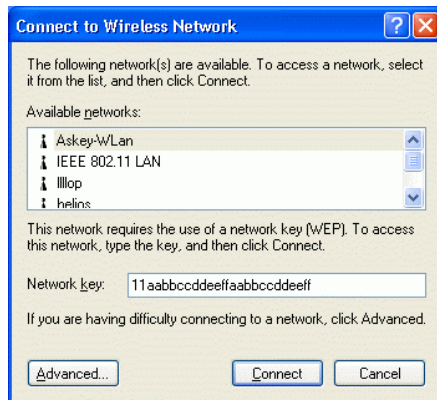 Connect to Wireless Network
The following network(s) are available. To access a network, select
it from the list, and then click Connect.
Available networks:
Askey-WLan
IEEE 802.11 LAN
llllop
helios
This network requires the use of a network key (WEP). To access
this network, type the key, and then click Connect.
Network key: 11aabbccddeeffaabbccddeeff
If you are having difficulty connecting to a network, click Advanced.
Advanced... Connect Cancel